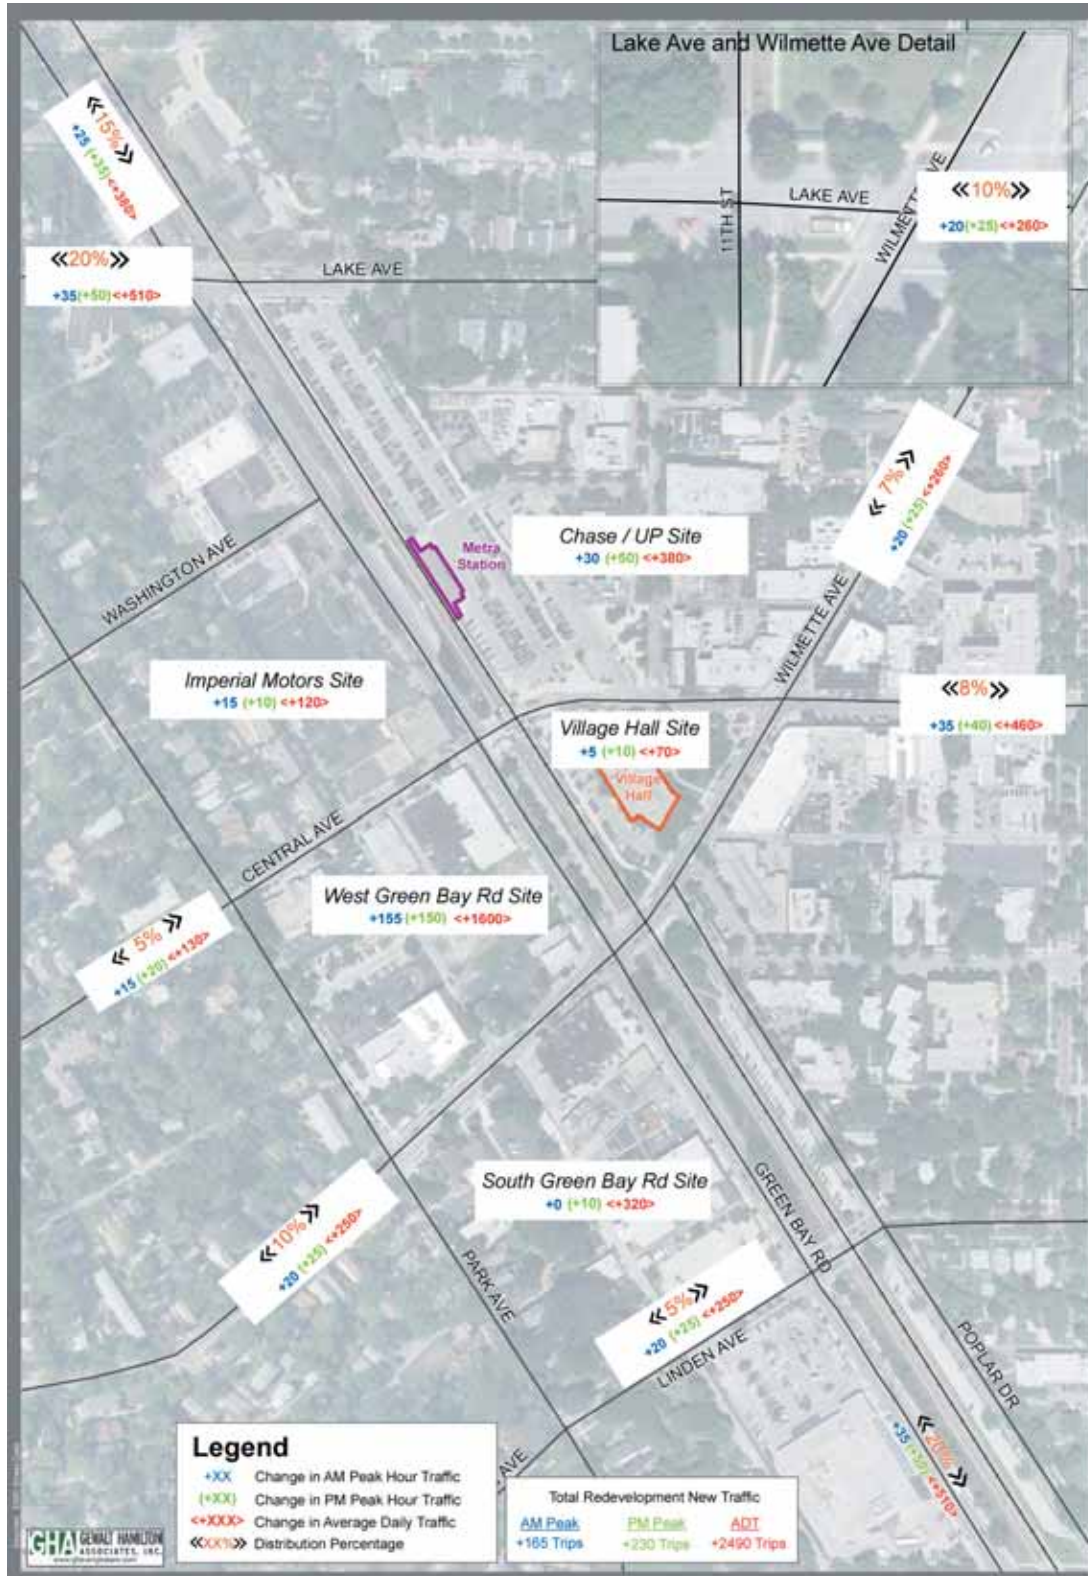 Lake Ave and Wilmette Ave Detail
11TH ST
LAKE AVE
WILMETTE AVE
«10%»
+20(+25)<+260>
«15%»
+25 (+35) <+380>
«20%»
+35(+50)<+510>
LAKE AVE
«7%»
+20 (+25) <+260>
WASHINGTON AVE
Metra
Station
Chase / UP Site
+30 (+50) <+380>
WILMETTE AVE
Imperial Motors Site
+15 (+10) <+120>
«8%»
+35 (+40) <+460>
Village Hall Site
+5 (+10) <+70>
Village
Hall
CENTRAL AVE
West Green Bay Rd Site
+155 (+150) <+1600>
«5%»
+15 (+20) <+130>
South Green Bay Rd Site
+0 (+10) <+320>
GREEN BAY RD
«10%»
+20 (+25) <+250>
PARK AVE
«5%»
+20 (+25) <+250>
LINDEN AVE
POPLAR DR
«20%»
+35 <+510>
AVE
Legend
+XX Change in AM Peak Hour Traffic
(+XX) Change in PM Peak Hour Traffic
<+XXX> Change in Average Daily Traffic
«XX%» Distribution Percentage
Total Redevelopment New Traffic
AM Peak PM Peak ADT
+165 Trips +230 Trips +2490 Trips
GHA GEWALT HAMILTON
ASSOCIATES, INC.